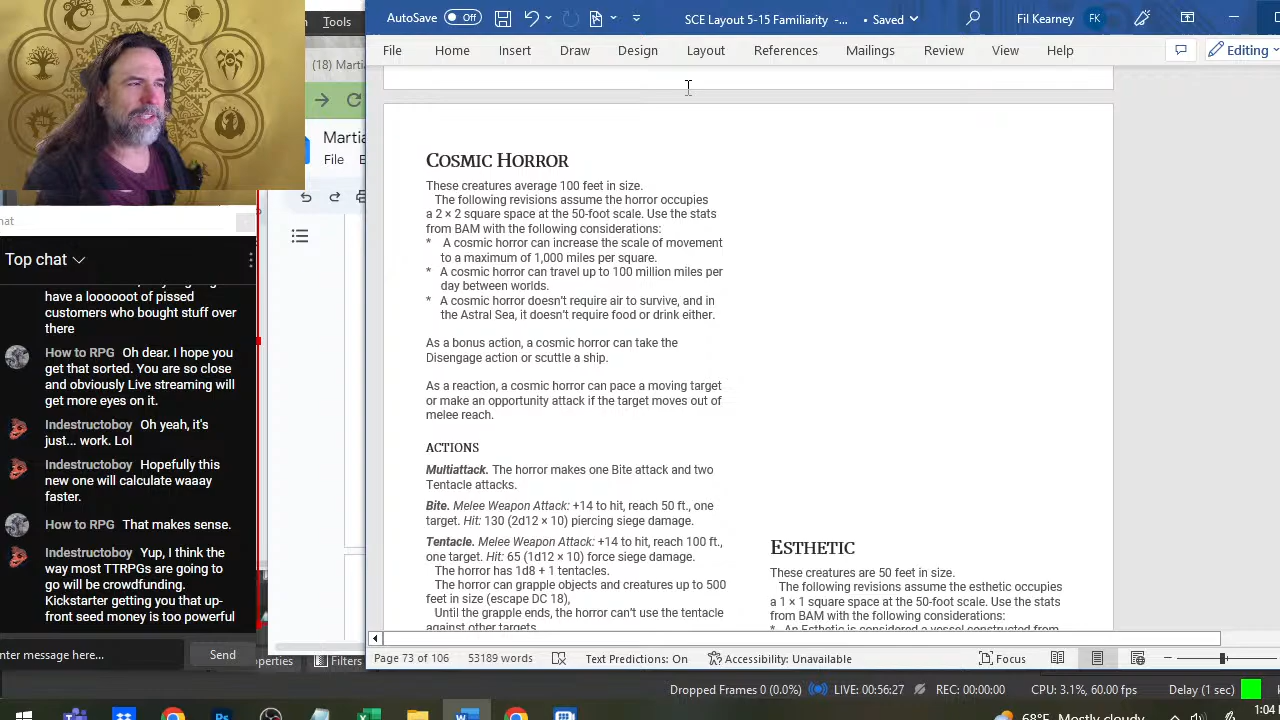 Tools
AutoSave Off
SCE Layout 5-15 Familiarity -... • Saved
Fil Kearney FK
File Home Insert Draw Design Layout References Mailings Review View Help
Editing
(18) Martia
Martia
File
COSMIC HORROR
These creatures average 100 feet in size.
The following revisions assume the horror occupies
a 2 × 2 square space at the 50-foot scale. Use the stats
from BAM with the following considerations:
* A cosmic horror can increase the scale of movement
to a maximum of 1,000 miles per square.
* A cosmic horror can travel up to 100 million miles per
day between worlds.
* A cosmic horror doesn't require air to survive, and in
the Astral Sea, it doesn't require food or drink either.
As a bonus action, a cosmic horror can take the
Disengage action or scuttle a ship.
As a reaction, a cosmic horror can pace a moving target
or make an opportunity attack if the target moves out of
melee reach.
ACTIONS
Multiattack. The horror makes one Bite attack and two
Tentacle attacks.
Bite. Melee Weapon Attack: +14 to hit, reach 50 ft., one
target. Hit: 130 (2d12 × 10) piercing siege damage.
Tentacle. Melee Weapon Attack: +14 to hit, reach 100 ft.,
one target. Hit: 65 (1d12 × 10) force siege damage.
The horror has 1d8 + 1 tentacles.
The horror can grapple objects and creatures up to 500
feet in size (escape DC 18),
Until the grapple ends, the horror can't use the tentacle
against other targets.
ESTHETIC
These creatures are 50 feet in size.
The following revisions assume the esthetic occupies
a 1 × 1 square space at the 50-foot scale. Use the stats
from BAM with the following considerations:
* An Esthetic is considered a vessel constructed from
hat
Top chat
have a loooooot of pissed
customers who bought stuff over
there
How to RPG Oh dear. I hope you
get that sorted. You are so close
and obviously Live streaming will
get more eyes on it.
Indestructoboy Oh yeah, it's
just... work. Lol
Indestructoboy Hopefully this
new one will calculate waaay
faster.
How to RPG That makes sense.
Indestructoboy Yup, I think the
way most TTRPGs are going to
go will be crowdfunding.
Kickstarter getting you that up-
front seed money is too powerful
nter message here... Send
operties Filters
Page 73 of 106 53189 words Text Predictions: On Accessibility: Unavailable Focus
Dropped Frames 0 (0.0%) LIVE: 00:56:27 REC: 00:00:00 CPU: 3.1%, 60.00 fps Delay (1 sec)
68°F Mostly cloudy 1:04